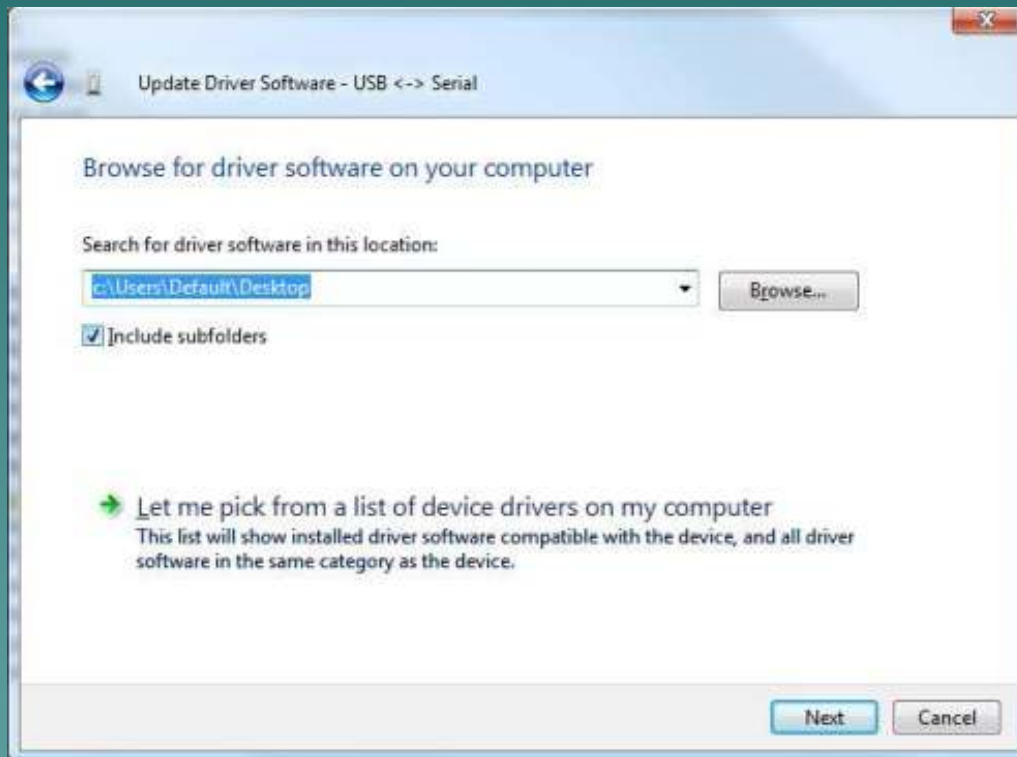 Update Driver Software - USB <-> Serial
Browse for driver software on your computer
Search for driver software in this location:
c:\Users\Default\Desktop
Browse...
Include subfolders
Let me pick from a list of device drivers on my computer
This list will show installed driver software compatible with the device, and all driver
software in the same category as the device.
Next
Cancel